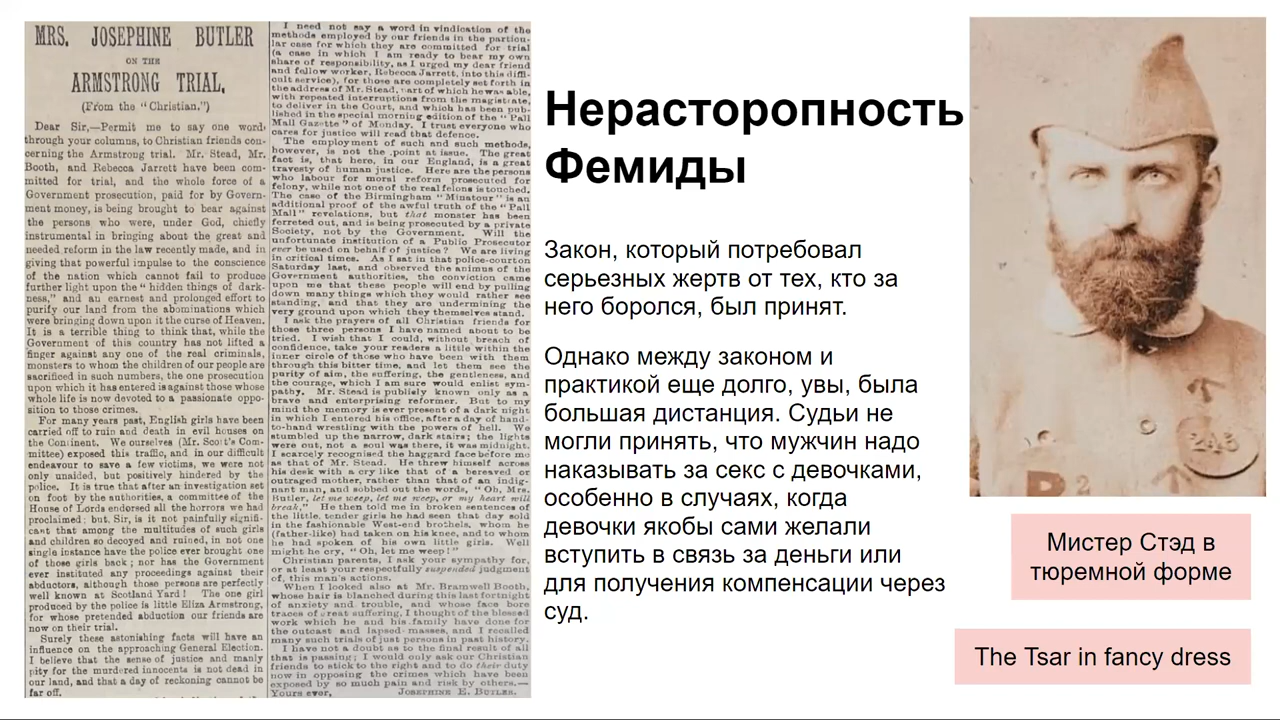 MRS. JOSEPHINE BUTLER
ON THE
ARMSTRONG TRIAL,
(From the "Christian.")
Dear Sir,—Permit me to say one word,
through your columns, to Christian friends con-
cerning the Armstrong trial. Mr. Stead, Mr.
Booth, and Rebecca Jarrett have been com-
mitted for trial, and the whole force of a
Government prosecution, paid for by Govern-
ment money, is being brought to bear against
the persons who were, under God, chiefly
instrumental in bringing about the great and
needed reform in the law recently made, and in
giving that powerful impulse to the conscience
of the nation which cannot fail to produce
further light upon the "hidden things of dark-
ness," and an earnest and prolonged effort to
purify our land from the abominations which
were bringing down upon it the curse of Heaven.
It is a terrible thing to think that, while the
Government of this country has not lifted a
finger against any one of the real criminals,
monsters to whom the children of our people are
sacrificed in such numbers, the one prosecution
upon which it has entered is against those whose
whole life is now devoted to a passionate oppo-
sition to those crimes.
For many years past, English girls have been
carried off to ruin and death in evil houses on
the Continent. We ourselves (Mr. Scott's Com-
mittee) exposed this traffic, and in our difficult
endeavour to save a few victims, we were not
only unaided, but positively hindered by the
police. It is true that after an investigation set
on foot by the authorities, a committee of the
House of Lords endorsed all the horrors we had
proclaimed; but, Sir, is it not painfully signifi-
cant that among the multitudes of such girls
and children so decoyed and ruined, in not one
single instance have the police ever brought one
of those girls back; nor has the Government
ever instituted any proceedings against their
abductors, although those persons are perfectly
well known at Scotland Yard! The one girl
produced by the police is little Eliza Armstrong,
for whose pretended abduction our friends are
now on their trial.
Surely these astonishing facts will have an
influence on the approaching General Election.
I believe that the sense of justice and manly
pity for the murdered innocents is not dead in
our land, and that a day of reckoning cannot be
far off.
I need not say a word in vindication of the
methods employed by our friends in the particu-
lar case for which they are committed for trial
(a case in which I am ready to bear my own
share of responsibility, as I urged my dear friend
and fellow worker, Rebecca Jarrett, into this diffi-
cult service), for those are completely set forth in
the address of Mr. Stead, part of which he was able,
with repeated interruptions from the magistrate,
to deliver in the Court, and which has been pub-
lished in the special morning edition of the "Pall
Mall Gazette" of Monday. I trust everyone who
cares for justice will read that defence.
The employment of such and such methods,
however, is not the point at issue. The great
fact is, that here, in our England, is a great
travesty of human justice. Here are the persons
who labour for moral reform prosecuted for
felony, while not one of the real felons is touched.
The case of the Birmingham "Minatour" is an
additional proof of the awful truth of the "Pall
Mall" revelations, but that monster has been
ferreted out, and is being prosecuted by a private
Society, not by the Government. Will the
unfortunate institution of a Public Prosecutor
ever be used on behalf of justice? We are living
in critical times. As I sat in that police-court on
Saturday last, and observed the animus of the
Government authorities, the conviction came
upon me that these people will end by pulling
down many things which they would rather see
standing, and that they are undermining the
very ground upon which they themselves stand.
I ask the prayers of all Christian friends for
those three persons I have named about to be
tried. I wish that I could, without breach of
confidence, take your readers a little within the
inner circle of those who have been with them
through this bitter time, and let them see the
purity of aim, the suffering, the gentleness, and
the courage, which I am sure would enlist sym-
pathy. Mr. Stead is publicly known only as a
brave and enterprising reformer. But to my
mind the memory is ever present of a dark night
in which I entered his office, after a day of hand-
to-hand wrestling with the powers of hell. We
stumbled up the narrow, dark stairs; the lights
were out, not a soul was there, it was midnight.
I scarcely recognised the haggard face before me
as that of Mr. Stead. He threw himself across
his desk with a cry like that of a bereaved or
outraged mother, rather than that of an indig-
nant man, and sobbed out the words, "Oh, Mrs.
Butler, let me weep, let me weep, or my heart will
break." He then told me in broken sentences of
the little, tender girls he had seen that day sold
in the fashionable West-end brothels, whom he
(father-like) had taken on his knee, and to whom
he had spoken of his own little girls. Well
might he cry, "Oh, let me weep!"
Christian parents, I ask your sympathy for,
or at least your respectfully suspended judgment
of, this man's actions.
When I looked also at Mr. Bramwell Booth,
whose hair is blanched during this last fortnight
of anxiety and trouble, and whose face bore
traces of great suffering, I thought of the blessed
work which he and his family have done for
the outcast and lapsed masses, and I recalled
many such trials of just persons in past history.
I have not a doubt as to the final result of all
that is passing; I would only ask our Christian
friends to stick to the right and to do their duty
now in opposing the crimes which have been
exposed by so much pain and risk by others.—
Yours ever, JOSEPHINE E. BUTLER.
Нерасторопность
Фемиды
Закон, который потребовал
серьезных жертв от тех, кто за
него боролся, был принят.
Однако между законом и
практикой еще долго, увы, была
большая дистанция. Судьи не
могли принять, что мужчин надо
наказывать за секс с девочками,
особенно в случаях, когда
девочки якобы сами желали
вступить в связь за деньги или
для получения компенсации через
суд.
Мистер Стэд в
тюремной форме
The Tsar in fancy dress